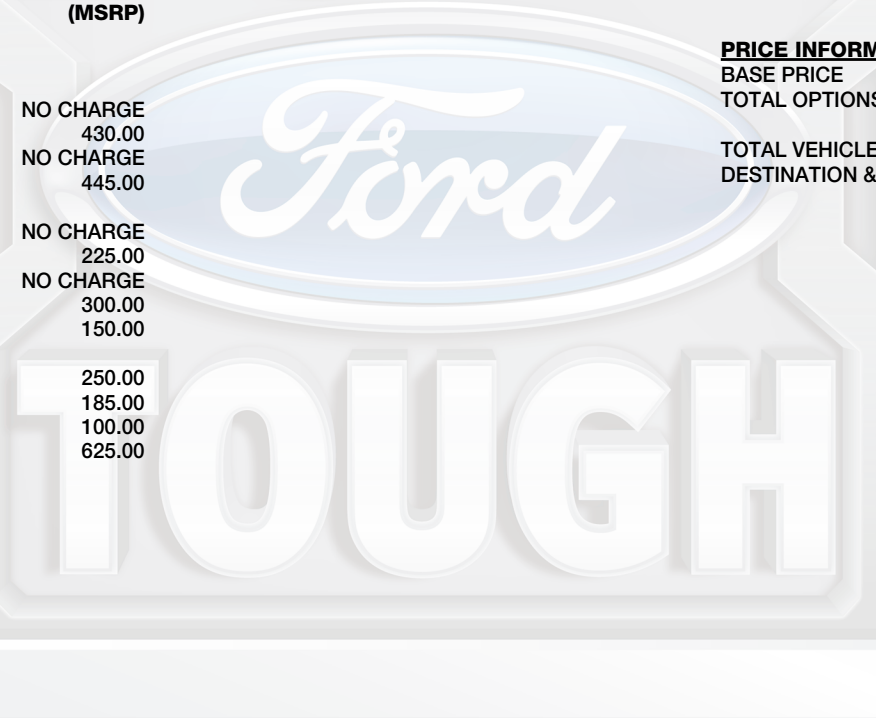 (MSRP)
NO CHARGE
430.00
NO CHARGE
445.00
NO CHARGE
225.00
NO CHARGE
300.00
150.00
250.00
185.00
100.00
625.00
PRICE INFORM
BASE PRICE
TOTAL OPTIONS
TOTAL VEHICLE
DESTINATION &
Ford
TOUGH